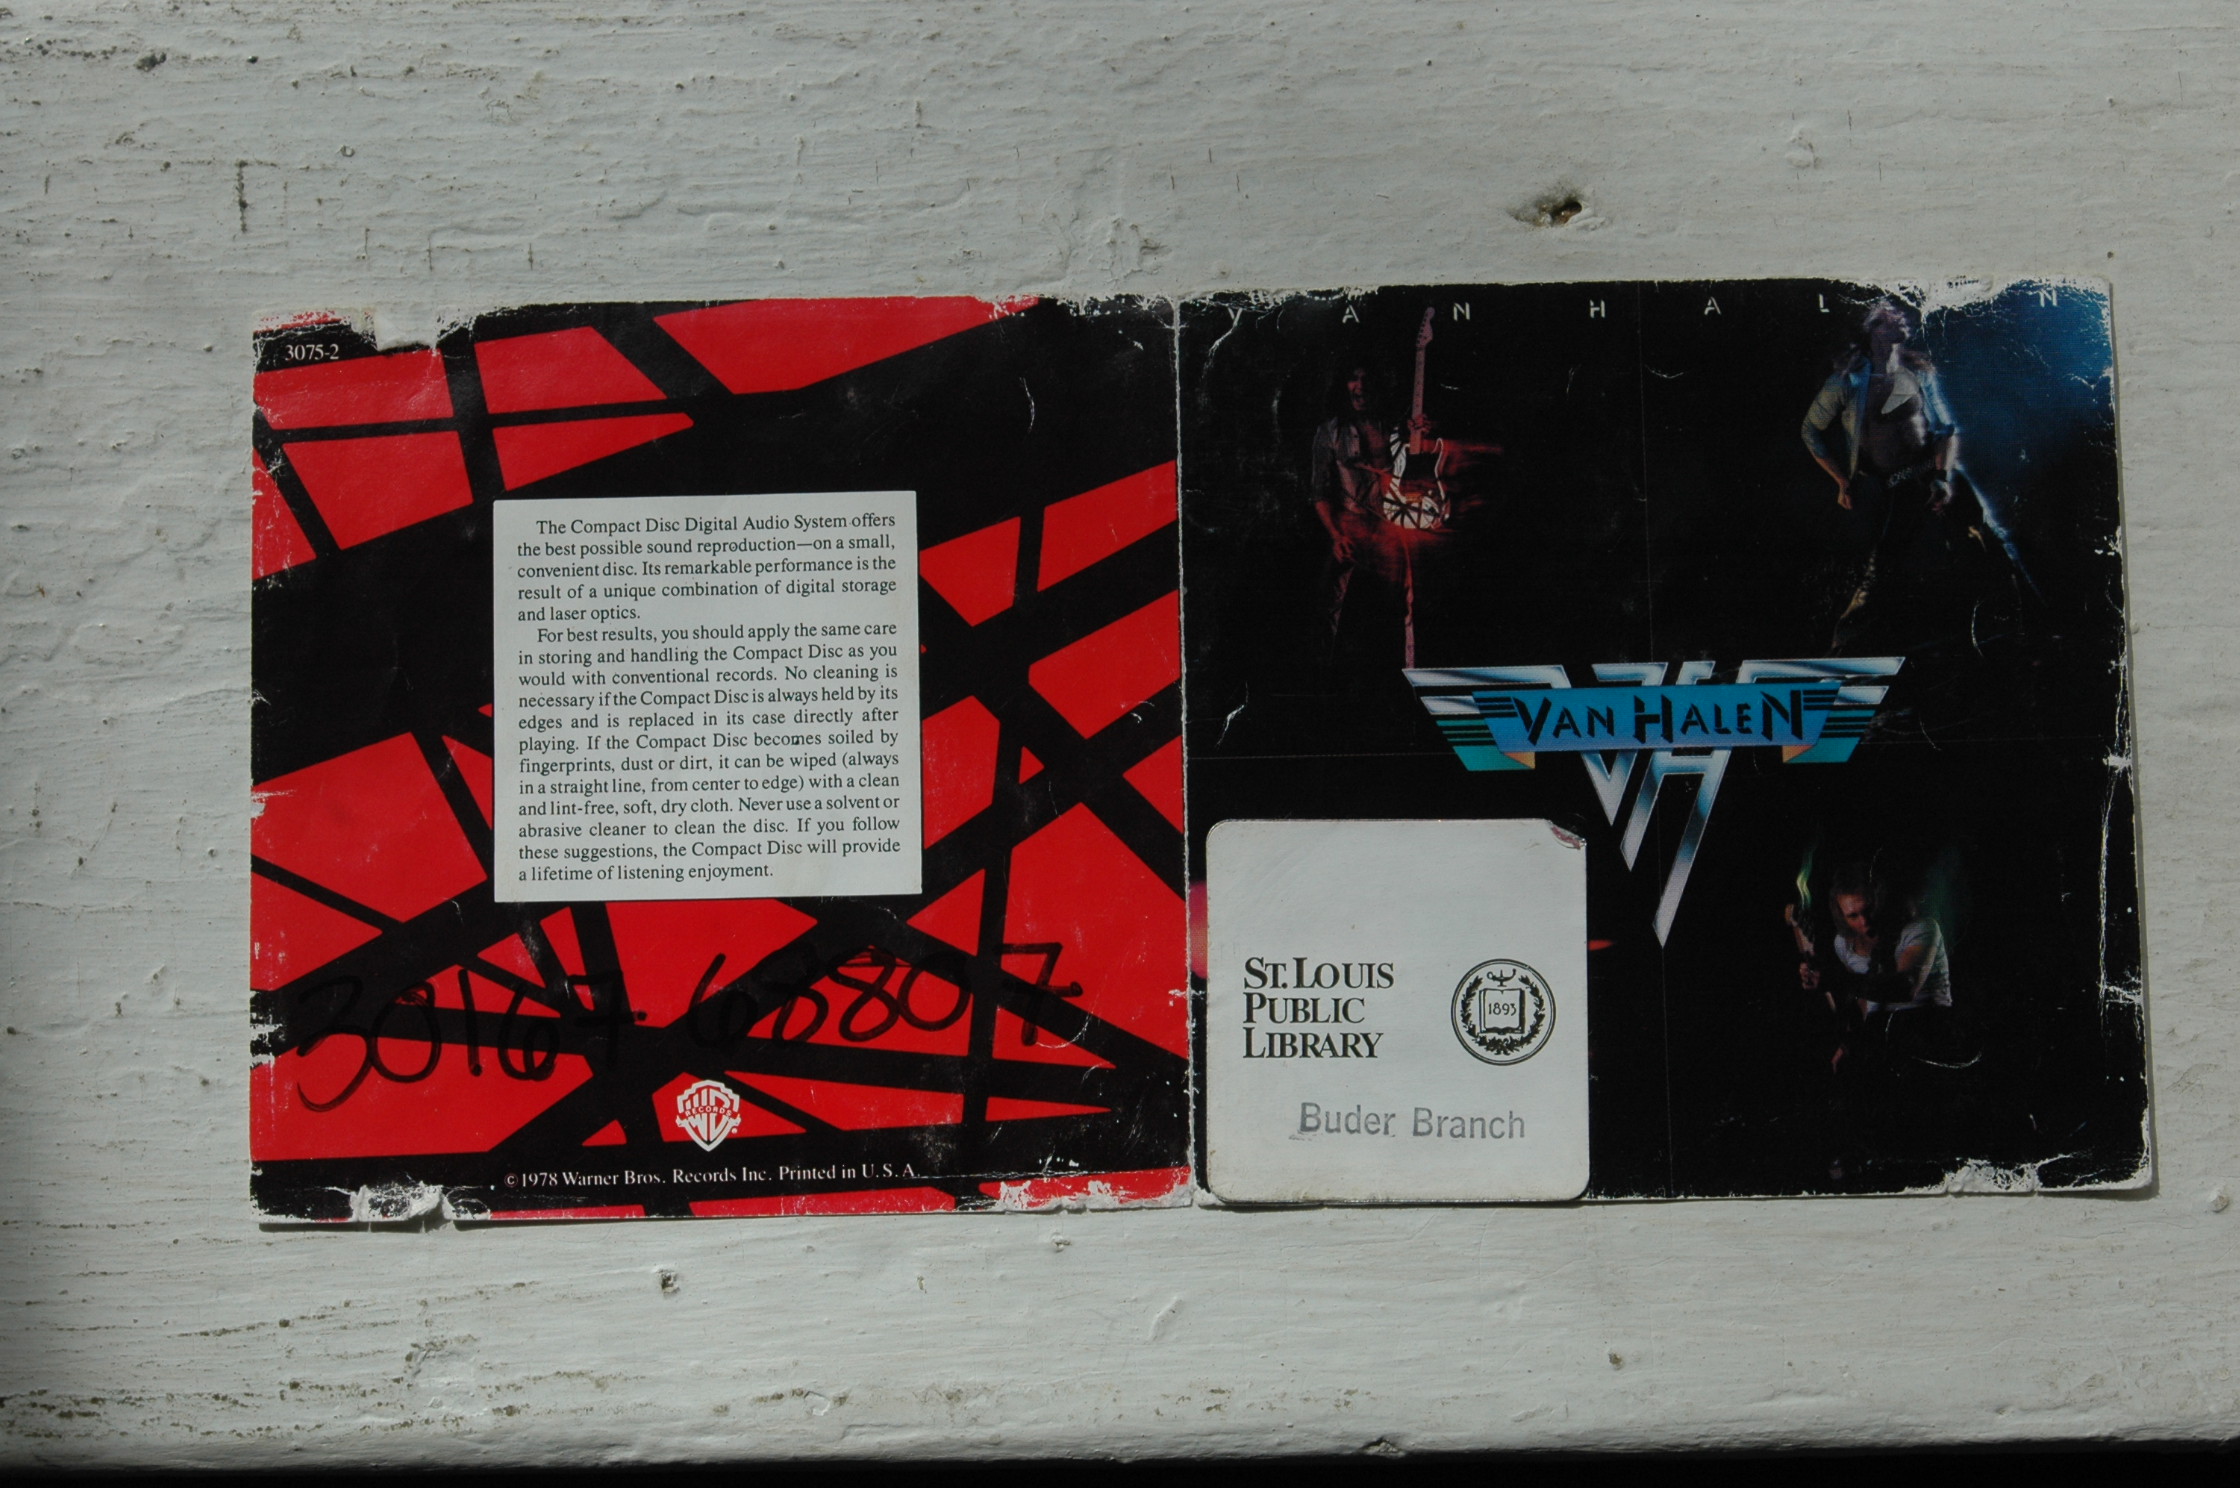 3075-2
The Compact Disc Digital Audio System offers
the best possible sound reproduction—on a small,
convenient disc. Its remarkable performance is the
result of a unique combination of digital storage
and laser optics.
For best results, you should apply the same care
in storing and handling the Compact Disc as you
would with conventional records. No cleaning is
necessary if the Compact Disc is always held by its
edges and is replaced in its case directly after
playing. If the Compact Disc becomes soiled by
fingerprints, dust or dirt, it can be wiped (always
in a straight line, from center to edge) with a clean
and lint-free, soft, dry cloth. Never use a solvent or
abrasive cleaner to clean the disc. If you follow
these suggestions, the Compact Disc will provide
a lifetime of listening enjoyment.
RECORDS
©1978 Warner Bros. Records Inc. Printed in U.S.A.
VAN HAL N
VAN HALEN
VH
ST. LOUIS
PUBLIC
LIBRARY
1893
Buder Branch